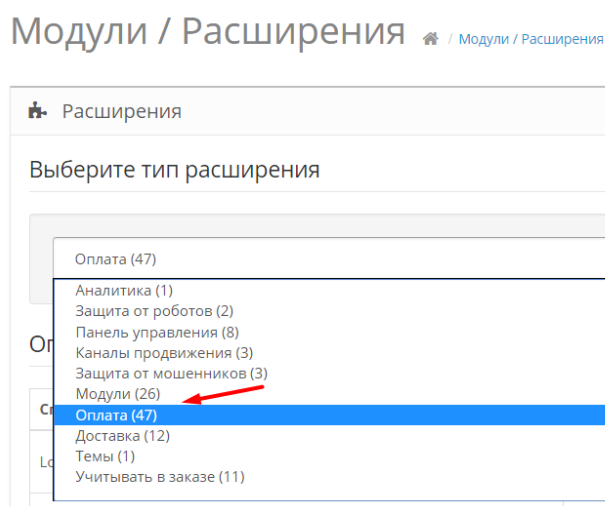 Модули / Расширения / Модули / Расширения
Расширения
Выберите тип расширения
Оплата (47)
Аналитика (1)
Защита от роботов (2)
Панель управления (8)
Каналы продвижения (3)
Защита от мошенников (3)
Модули (26)
Оплата (47)
Доставка (12)
Темы (1)
Учитывать в заказе (11)